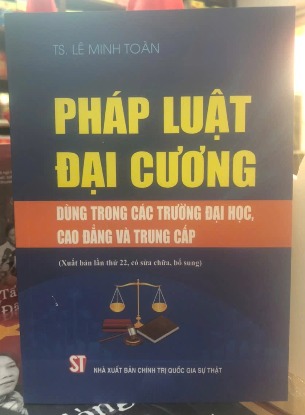 TS. LÊ MINH TOÀN
PHÁP LUẬT
ĐẠI CƯƠNG
DÙNG TRONG CÁC TRƯỜNG ĐẠI HỌC,
CAO ĐẲNG VÀ TRUNG CẤP
(Xuất bản lần thứ 22, có sửa chữa, bổ sung)
ST
NHÀ XUẤT BẢN CHÍNH TRỊ QUỐC GIA SỰ THẬT